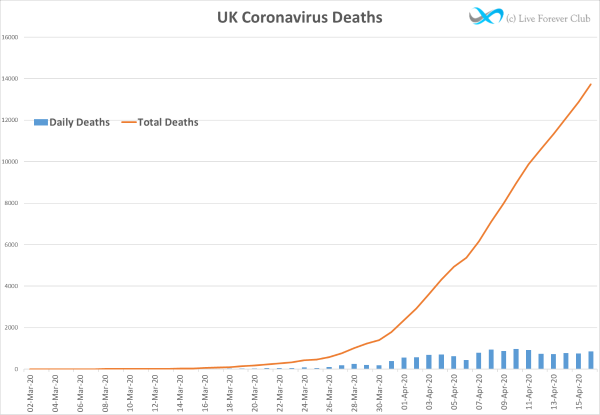 UK Coronavirus Deaths
(c) Live Forever Club
16000
14000
12000
10000
8000
6000
4000
2000
0
Daily Deaths
Total Deaths
02-Mar-20
04-Mar-20
06-Mar-20
08-Mar-20
10-Mar-20
12-Mar-20
14-Mar-20
16-Mar-20
18-Mar-20
20-Mar-20
22-Mar-20
24-Mar-20
26-Mar-20
28-Mar-20
30-Mar-20
01-Apr-20
03-Apr-20
05-Apr-20
07-Apr-20
09-Apr-20
11-Apr-20
13-Apr-20
15-Apr-20